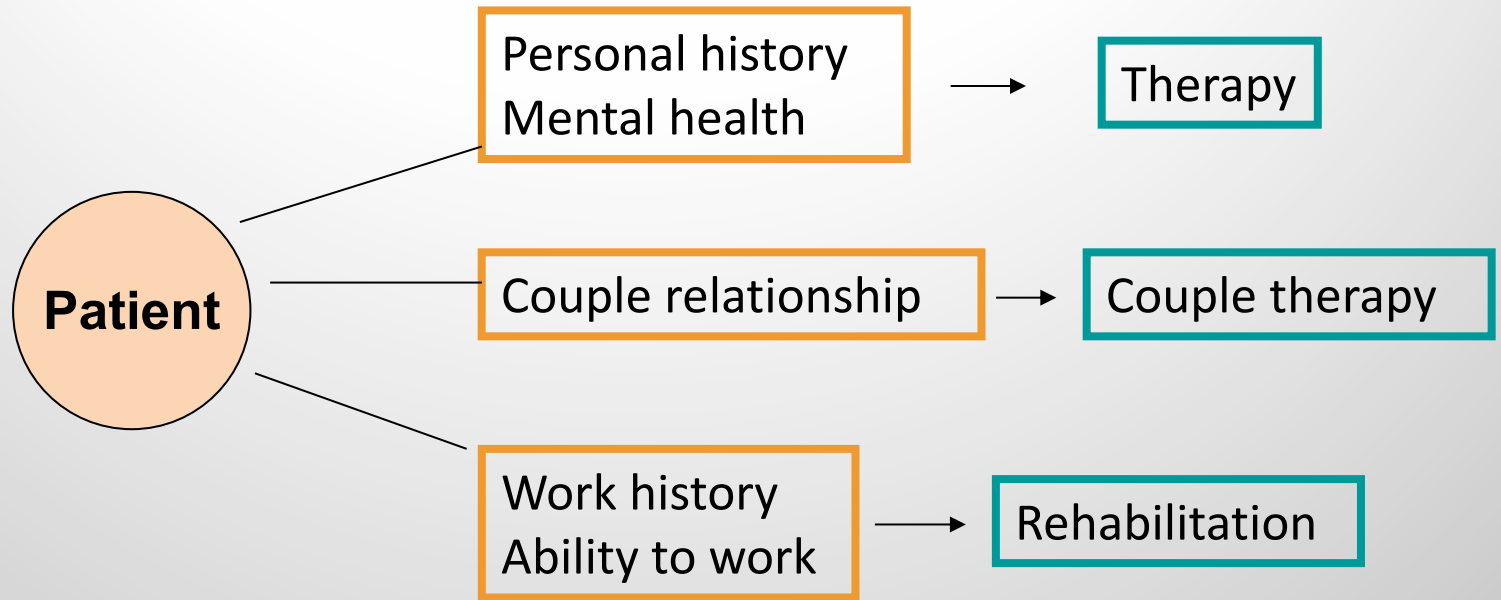 Personal history
Mental health
Therapy
Patient
Couple relationship
Couple therapy
Work history
Ability to work
Rehabilitation